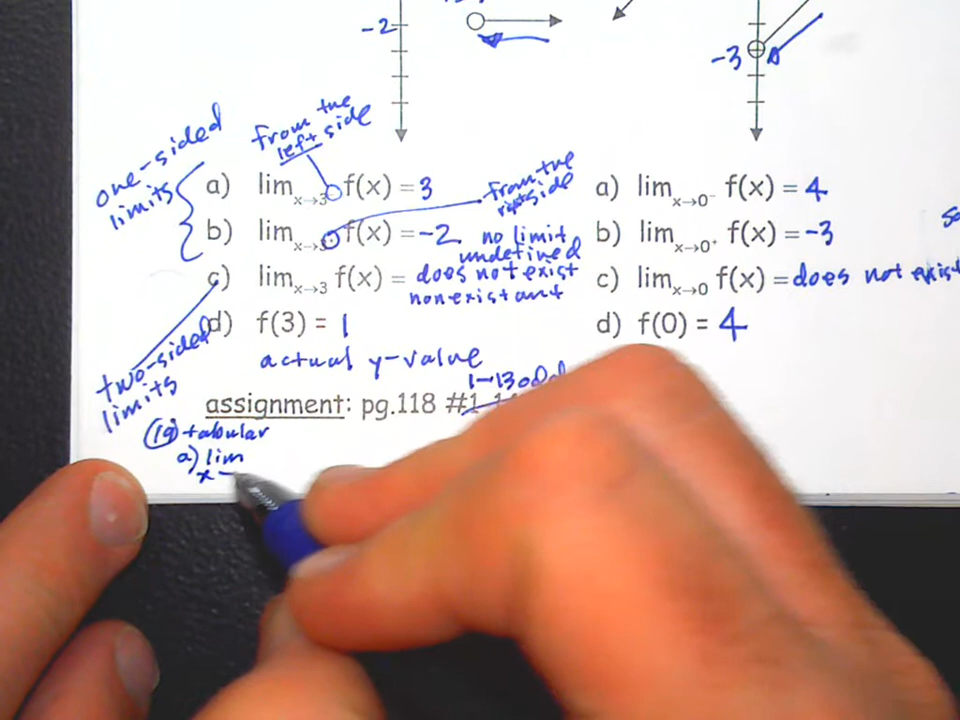 -2
-3
one-sided
limits
from the
left side
a) lim x→3 f(x) = 3
from the
right side
b) lim f(x) = -2 no limit
undefined
c) lim x→3 f(x) = does not exist
nonexistant
d) f(3) = 1
actual y-value
two-sided
limits
a) lim x→0⁻ f(x) = 4
b) lim x→0⁺ f(x) = -3
c) lim x→0 f(x) = does not exist
d) f(0) = 4
1-13 odd
assignment: pg.118 #1
(19) tabular
a) lim
x